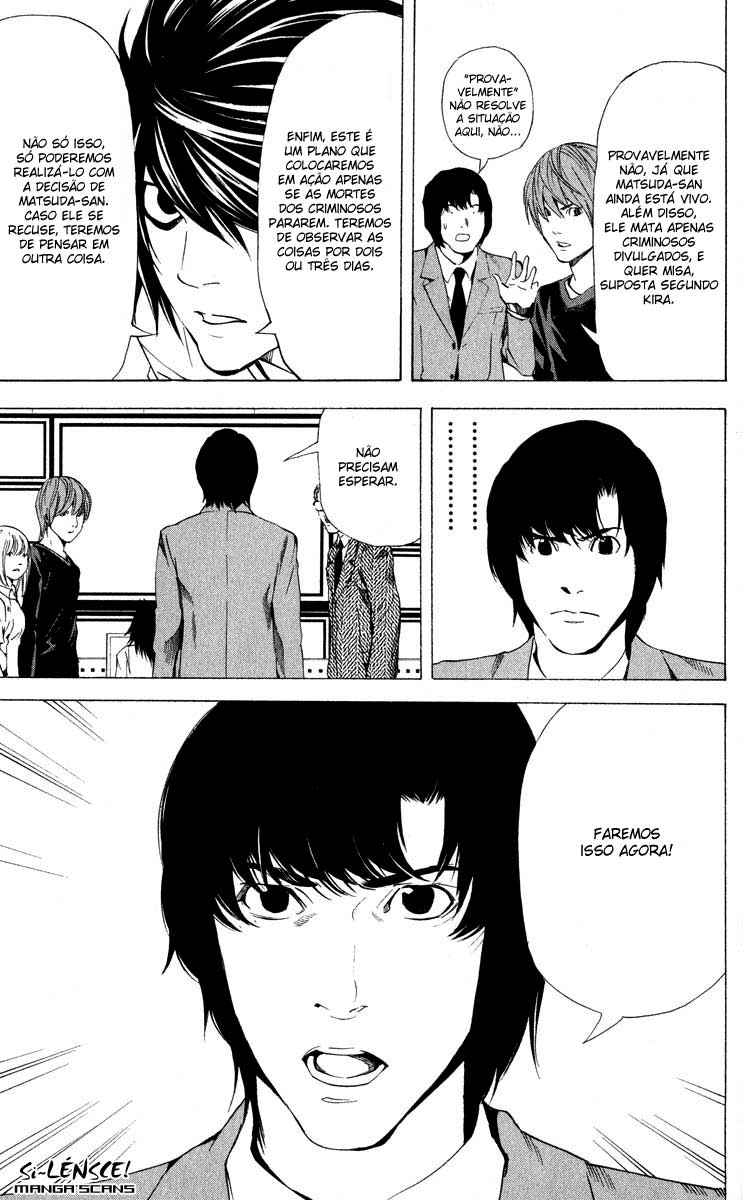 PROVAVELMENTE
NÃO, JÁ QUE
MATSUDA-SAN
AINDA ESTÁ VIVO.
ALÉM DISSO,
ELE MATA APENAS
CRIMINOSOS
DIVULGADOS, E
QUER MISA,
SUPOSTA SEGUNDO
KIRA.
"PROVA-
VELMENTE"
NÃO RESOLVE
A SITUAÇÃO
AQUI, NÃO...
ENFIM, ESTE É
UM PLANO QUE
COLOCAREMOS
EM AÇÃO APENAS
SE AS MORTES
DOS CRIMINOSOS
PARAREM. TEREMOS
DE OBSERVAR AS
COISAS POR DOIS
OU TRÊS DIAS.
NÃO SÓ ISSO,
SÓ PODEREMOS
REALIZÁ-LO COM
A DECISÃO DE
MATSUDA-SAN.
CASO ELE SE
RECUSE, TEREMOS
DE PENSAR EM
OUTRA COISA.
NÃO
PRECISAM
ESPERAR.
FAREMOS
ISSO AGORA!
Si-LÉNSCE!
MANGA SCANS